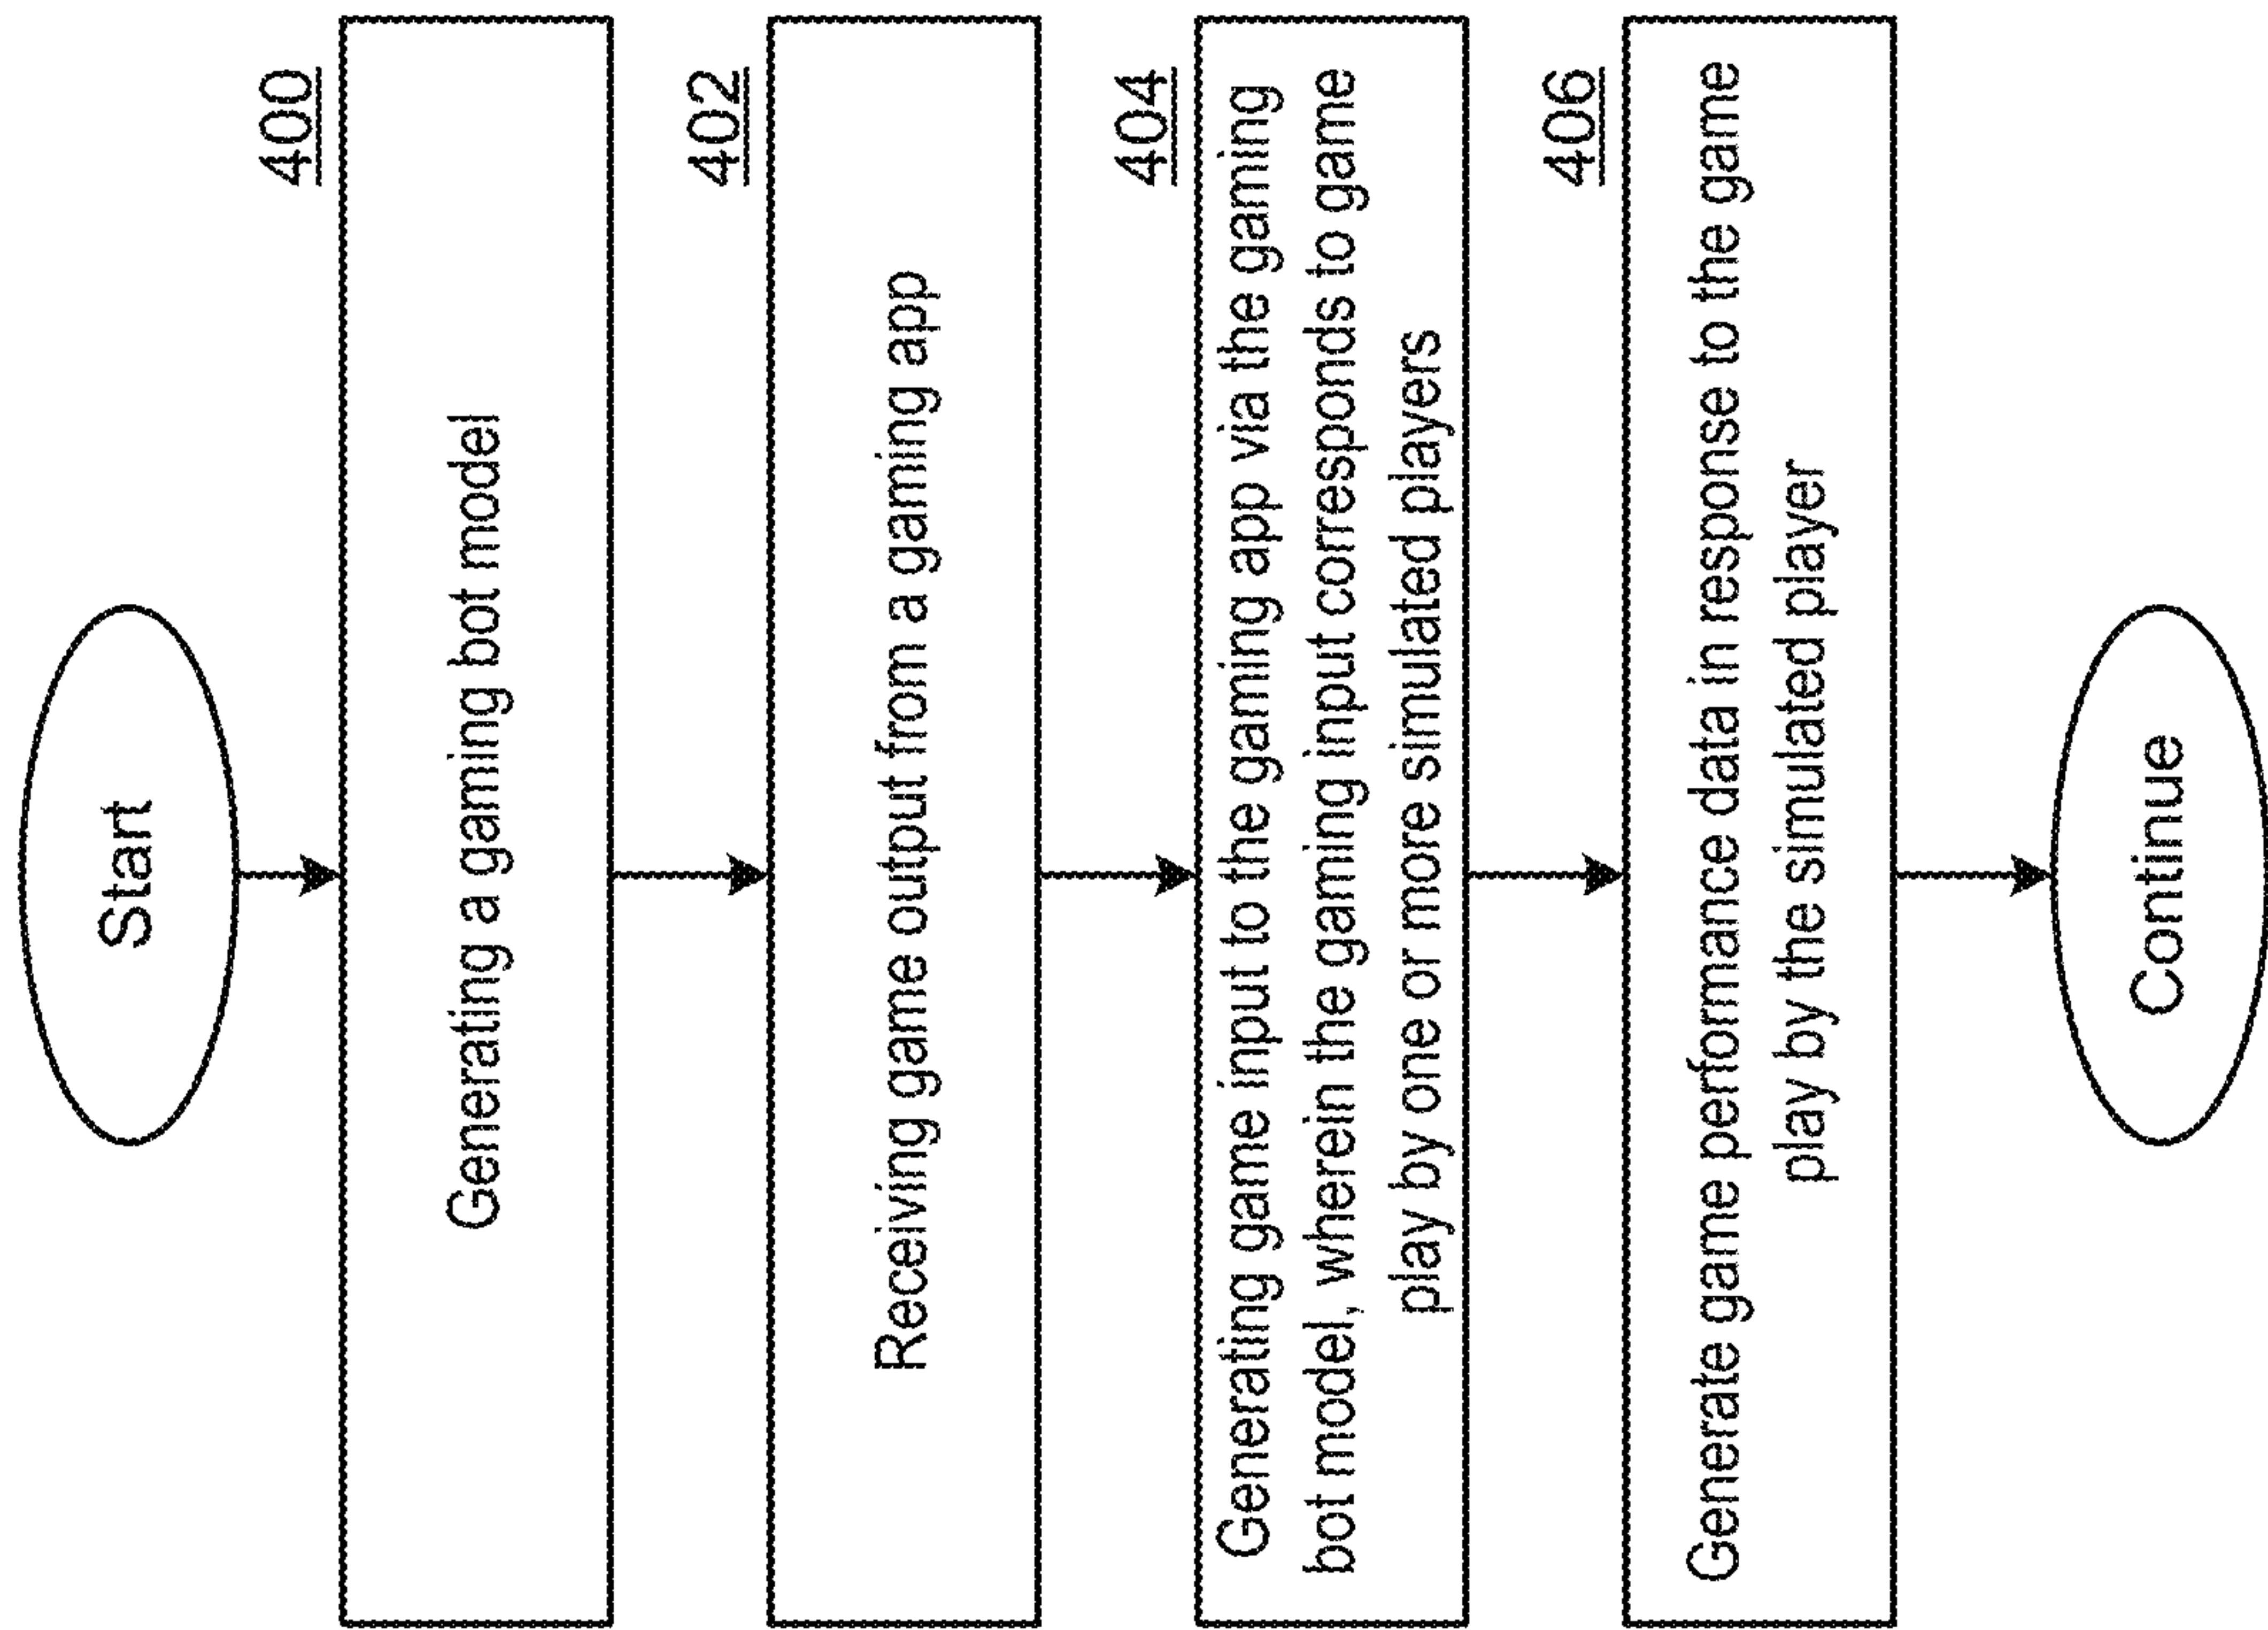 Start
400
Generating a gaming bot model
402
Receiving game output from a gaming app
404
Generating game input to the gaming app via the gaming
bot model, wherein the gaming input corresponds to game
play by one or more simulated players
406
Generate game performance data in response to the game
play by the simulated player
Continue